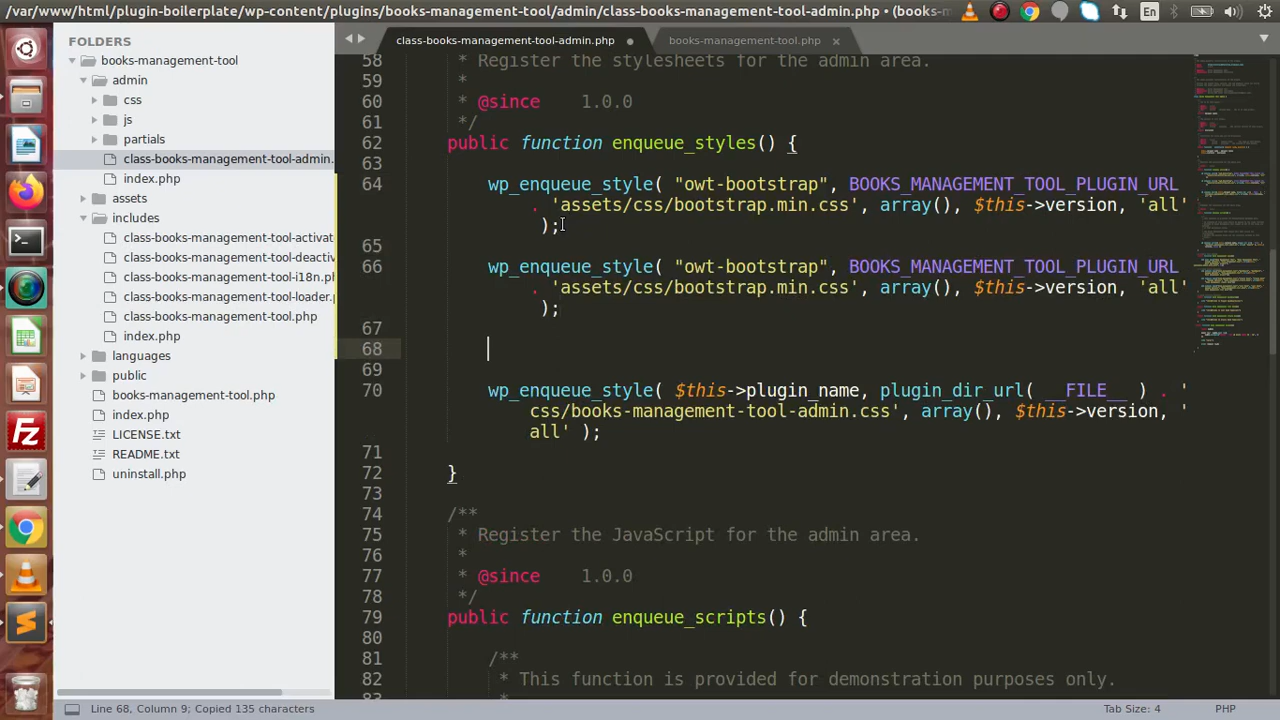 /var/www/html/plugin-boilerplate/wp-content/plugins/books-management-tool/admin/class-books-management-tool-admin.php • (books-m
En
FOLDERS
books-management-tool
admin
css
js
partials
class-books-management-tool-admin.
index.php
assets
includes
class-books-management-tool-activat
class-books-management-tool-deactiv
class-books-management-tool-i18n.ph
class-books-management-tool-loader.p
class-books-management-tool.php
index.php
languages
public
books-management-tool.php
index.php
LICENSE.txt
README.txt
uninstall.php
class-books-management-tool-admin.php
books-management-tool.php
58 * Register the stylesheets for the admin area.
59 *
60 * @since 1.0.0
61 */
62 public function enqueue_styles() {
63
64 wp_enqueue_style( "owt-bootstrap", BOOKS_MANAGEMENT_TOOL_PLUGIN_URL
. 'assets/css/bootstrap.min.css', array(), $this->version, 'all'
);
65
66 wp_enqueue_style( "owt-bootstrap", BOOKS_MANAGEMENT_TOOL_PLUGIN_URL
. 'assets/css/bootstrap.min.css', array(), $this->version, 'all'
);
67
68
69
70 wp_enqueue_style( $this->plugin_name, plugin_dir_url( __FILE__ ) . '
css/books-management-tool-admin.css', array(), $this->version, '
all' );
71
72 }
73
74 /**
75 * Register the JavaScript for the admin area.
76 *
77 * @since 1.0.0
78 */
79 public function enqueue_scripts() {
80
81 /**
82 * This function is provided for demonstration purposes only.
83 *
Line 68, Column 9; Copied 135 characters
Tab Size: 4
PHP